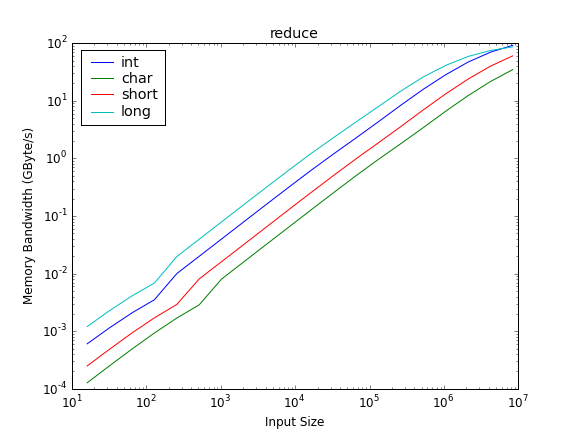 reduce
10^2
int
char
short
long
10^1
10^0
10^-1
10^-2
10^-3
10^-4
Memory Bandwidth (GByte/s)
10^1 10^2 10^3 10^4 10^5 10^6 10^7
Input Size